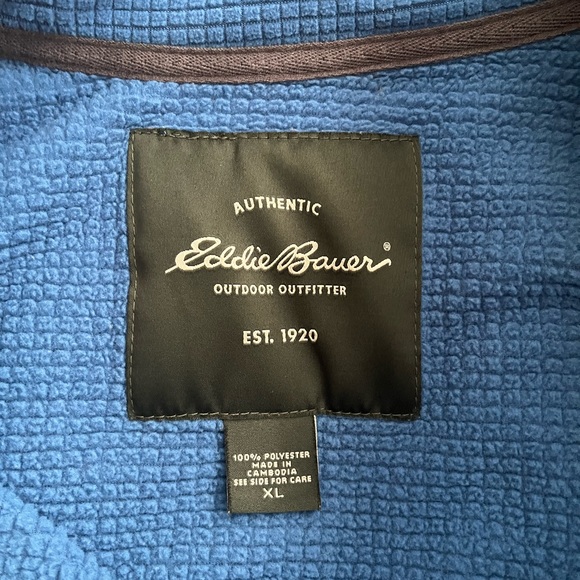 AUTHENTIC
Eddie Bauer®
OUTDOOR OUTFITTER
EST. 1920
100% POLYESTER
MADE IN
CAMBODIA
SEE SIDE FOR CARE
XL